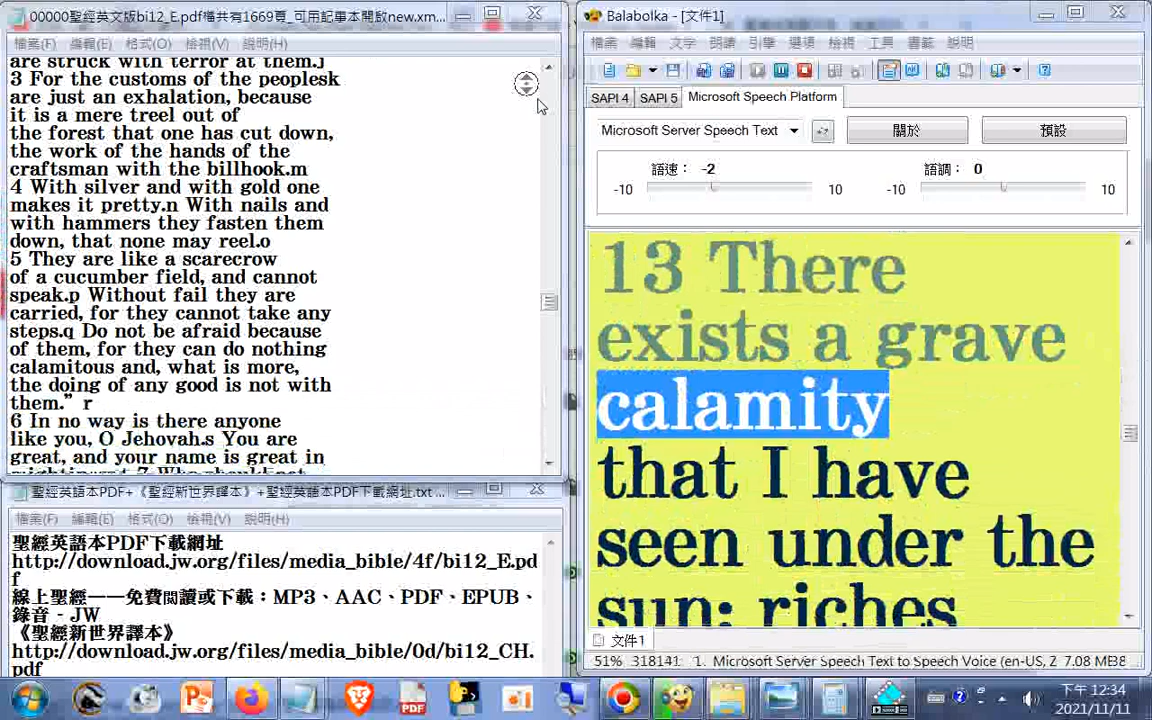 00000聖經英文版bi12_E.pdf檔共有1669頁_可用記事本開啟new.xm...
檔案(F) 編輯(E) 格式(O) 檢視(V) 說明(H)
are struck with terror at them.j
3 For the customs of the peoplesk
are just an exhalation, because
it is a mere treel out of
the forest that one has cut down,
the work of the hands of the
craftsman with the billhook.m
4 With silver and with gold one
makes it pretty.n With nails and
with hammers they fasten them
down, that none may reel.o
5 They are like a scarecrow
of a cucumber field, and cannot
speak.p Without fail they are
carried, for they cannot take any
steps.q Do not be afraid because
of them, for they can do nothing
calamitous and, what is more,
the doing of any good is not with
them.” r
6 In no way is there anyone
like you, O Jehovah.s You are
great, and your name is great in
聖經英語本PDF+《聖經新世界譯本》+聖經英語本PDF下載網址.txt ...
檔案(F) 編輯(E) 格式(O) 檢視(V) 說明(H)
聖經英語本PDF下載網址
http://download.jw.org/files/media_bible/4f/bi12_E.pd
f
線上聖經——免費閱讀或下載：MP3、AAC、PDF、EPUB、
錄音 - JW
《聖經新世界譯本》
http://download.jw.org/files/media_bible/0d/bi12_CH.
pdf
Balabolka - [文件1]
檔案 編輯 文字 朗讀 引擎 選項 檢視 工具 書籤 說明
SAPI 4 SAPI 5 Microsoft Speech Platform
Microsoft Server Speech Text 關於 預設
語速： -2 語調： 0
-10 10 -10 10
13 There
exists a grave
calamity
that I have
seen under the
sun: riches
文件1
51% 318141: 1. Microsoft Server Speech Text to Speech Voice (en-US, 2 7.08 MB
下午 12:34
2021/11/11